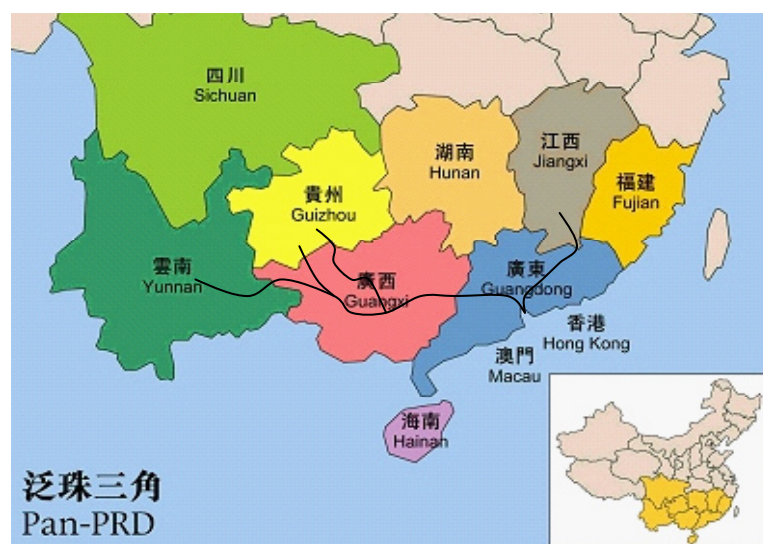 四川
Sichuan
湖南
Hunan
江西
Jiangxi
福建
Fujian
貴州
Guizhou
雲南
Yunnan
廣西
Guangxi
廣東
Guangdong
香港
Hong Kong
澳門
Macau
海南
Hainan
泛珠三角
Pan-PRD